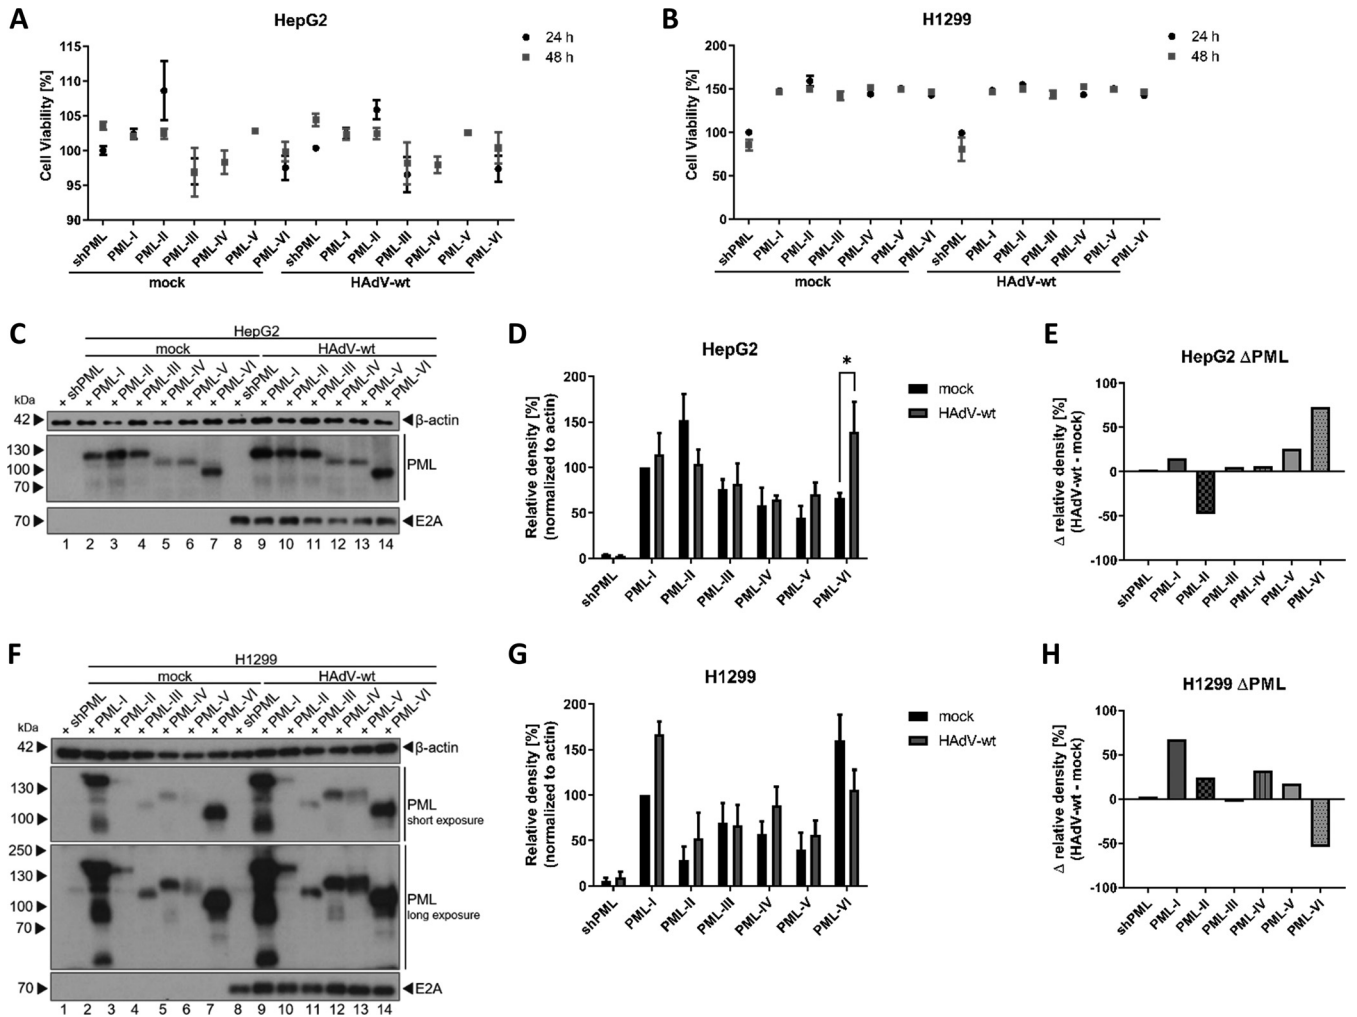 A
HepG2
24 h
48 h
Cell Viability [%]
115
110
105
100
95
90
shPML
PML-I
PML-II
PML-III
PML-IV
PML-V
PML-VI
shPML
PML-I
PML-II
PML-III
PML-IV
PML-V
PML-VI
mock
HAdV-wt
B
H1299
24 h
48 h
Cell Viability [%]
200
150
100
50
0
shPML
PML-I
PML-II
PML-III
PML-IV
PML-V
PML-VI
shPML
PML-I
PML-II
PML-III
PML-IV
PML-V
PML-VI
mock
HAdV-wt
C
HepG2
mock
HAdV-wt
kDa
+ shPML
+ PML-I
+ PML-II
+ PML-III
+ PML-IV
+ PML-V
+ PML-VI
+ shPML
+ PML-I
+ PML-II
+ PML-III
+ PML-IV
+ PML-V
+ PML-VI
42
β-actin
130
100
70
PML
70
E2A
1 2 3 4 5 6 7 8 9 10 11 12 13 14
D
HepG2
mock
HAdV-wt
*
Relative density [%]
(normalized to actin)
200
150
100
50
0
shPML
PML-I
PML-II
PML-III
PML-IV
PML-V
PML-VI
E
HepG2 ΔPML
Δ relative density [%]
(HAdV-wt - mock)
100
50
0
-50
-100
shPML
PML-I
PML-II
PML-III
PML-IV
PML-V
PML-VI
F
H1299
mock
HAdV-wt
kDa
+ shPML
+ PML-I
+ PML-II
+ PML-III
+ PML-IV
+ PML-V
+ PML-VI
+ shPML
+ PML-I
+ PML-II
+ PML-III
+ PML-IV
+ PML-V
+ PML-VI
42
β-actin
130
100
PML
short exposure
250
130
100
70
PML
long exposure
70
E2A
1 2 3 4 5 6 7 8 9 10 11 12 13 14
G
H1299
mock
HAdV-wt
Relative density [%]
(normalized to actin)
200
150
100
50
0
shPML
PML-I
PML-II
PML-III
PML-IV
PML-V
PML-VI
H
H1299 ΔPML
Δ relative density [%]
(HAdV-wt - mock)
100
50
0
-50
-100
shPML
PML-I
PML-II
PML-III
PML-IV
PML-V
PML-VI